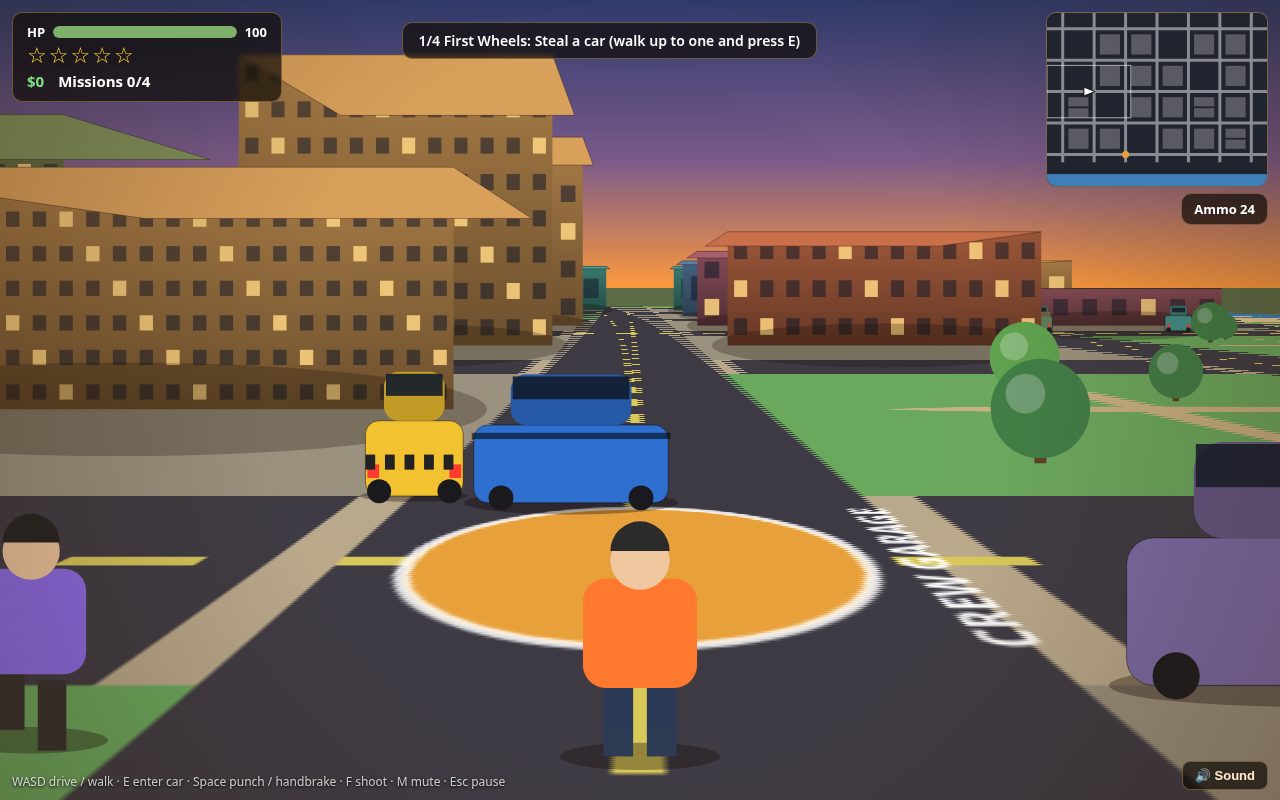 HP 100
☆☆☆☆☆
$0 Missions 0/4
1/4 First Wheels: Steal a car (walk up to one and press E)
Ammo 24
CREW GARAGE
WASD drive / walk · E enter car · Space punch / handbrake · F shoot · M mute · Esc pause
🔊 Sound